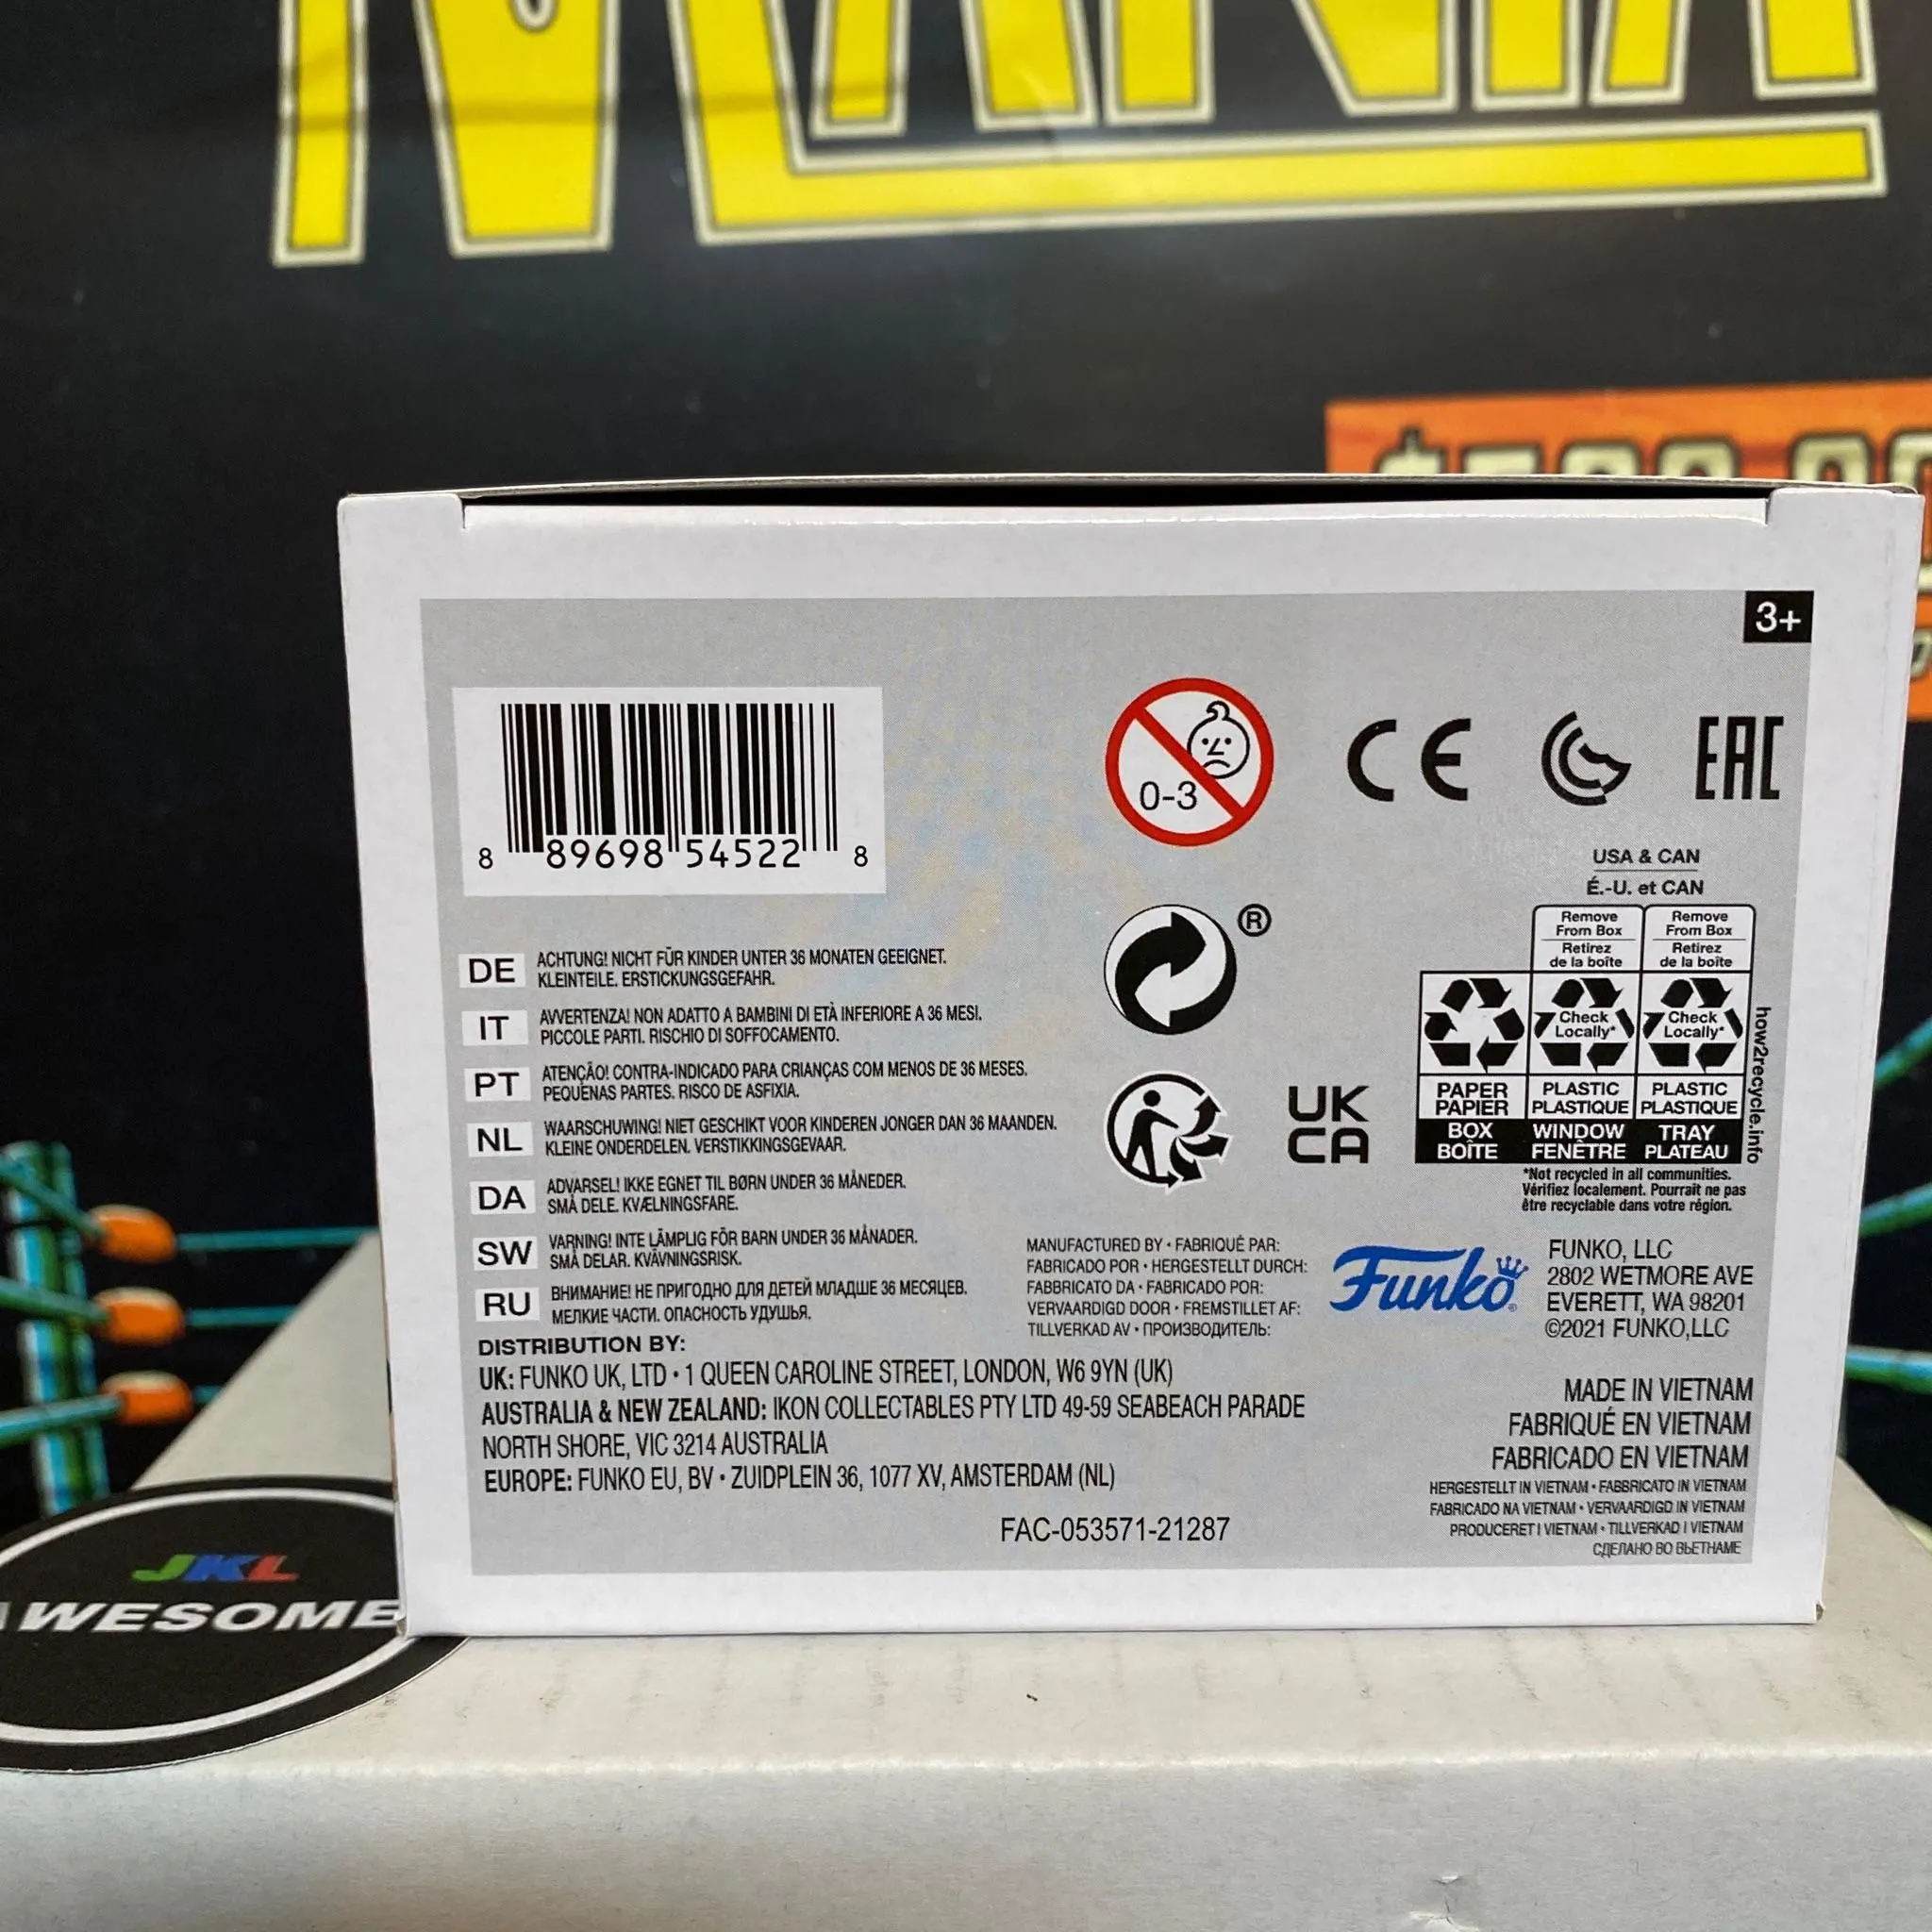 3+
0-3
CE
EAC
8 89698 54522 8
USA & CAN
É.-U. et CAN
®
Remove
From Box
Retirez
de la boîte
Remove
From Box
Retirez
de la boîte
Check
Locally*
Check
Locally*
PAPER
PAPIER
BOX
BOÎTE
PLASTIC
PLASTIQUE
WINDOW
FENÊTRE
PLASTIC
PLASTIQUE
TRAY
PLATEAU
how2recycle.info
*Not recycled in all communities.
Vérifiez localement. Pourrait ne pas
être recyclable dans votre région.
UK
CA
DE ACHTUNG! NICHT FÜR KINDER UNTER 36 MONATEN GEEIGNET.
KLEINTEILE. ERSTICKUNGSGEFAHR.
IT AVVERTENZA! NON ADATTO A BAMBINI DI ETÀ INFERIORE A 36 MESI.
PICCOLE PARTI. RISCHIO DI SOFFOCAMENTO.
PT ATENÇÃO! CONTRA-INDICADO PARA CRIANÇAS COM MENOS DE 36 MESES.
PEQUENAS PARTES. RISCO DE ASFIXIA.
NL WAARSCHUWING! NIET GESCHIKT VOOR KINDEREN JONGER DAN 36 MAANDEN.
KLEINE ONDERDELEN. VERSTIKKINGSGEVAAR.
DA ADVARSEL! IKKE EGNET TIL BØRN UNDER 36 MÅNEDER.
SMÅ DELE. KVÆLNINGSFARE.
SW VARNING! INTE LÄMPLIG FÖR BARN UNDER 36 MÅNADER.
SMÅ DELAR. KVÄVNINGSRISK.
RU ВНИМАНИЕ! НЕ ПРИГОДНО ДЛЯ ДЕТЕЙ МЛАДШЕ 36 МЕСЯЦЕВ.
МЕЛКИЕ ЧАСТИ. ОПАСНОСТЬ УДУШЬЯ.
MANUFACTURED BY • FABRIQUÉ PAR:
FABRICADO POR • HERGESTELLT DURCH:
FABBRICATO DA • FABRICADO POR:
VERVAARDIGD DOOR • FREMSTILLET AF:
TILLVERKAD AV • ПРОИЗВОДИТЕЛЬ:
Funko®
FUNKO, LLC
2802 WETMORE AVE
EVERETT, WA 98201
©2021 FUNKO,LLC
DISTRIBUTION BY:
UK: FUNKO UK, LTD • 1 QUEEN CAROLINE STREET, LONDON, W6 9YN (UK)
AUSTRALIA & NEW ZEALAND: IKON COLLECTABLES PTY LTD 49-59 SEABEACH PARADE
NORTH SHORE, VIC 3214 AUSTRALIA
EUROPE: FUNKO EU, BV • ZUIDPLEIN 36, 1077 XV, AMSTERDAM (NL)
FAC-053571-21287
MADE IN VIETNAM
FABRIQUÉ EN VIETNAM
FABRICADO EN VIETNAM
HERGESTELLT IN VIETNAM • FABBRICATO IN VIETNAM
FABRICADO NA VIETNAM • VERVAARDIGD IN VIETNAM
PRODUCERET I VIETNAM • TILLVERKAD I VIETNAM
СДЕЛАНО ВО ВЬЕТНАМЕ
JKL
AWESOME